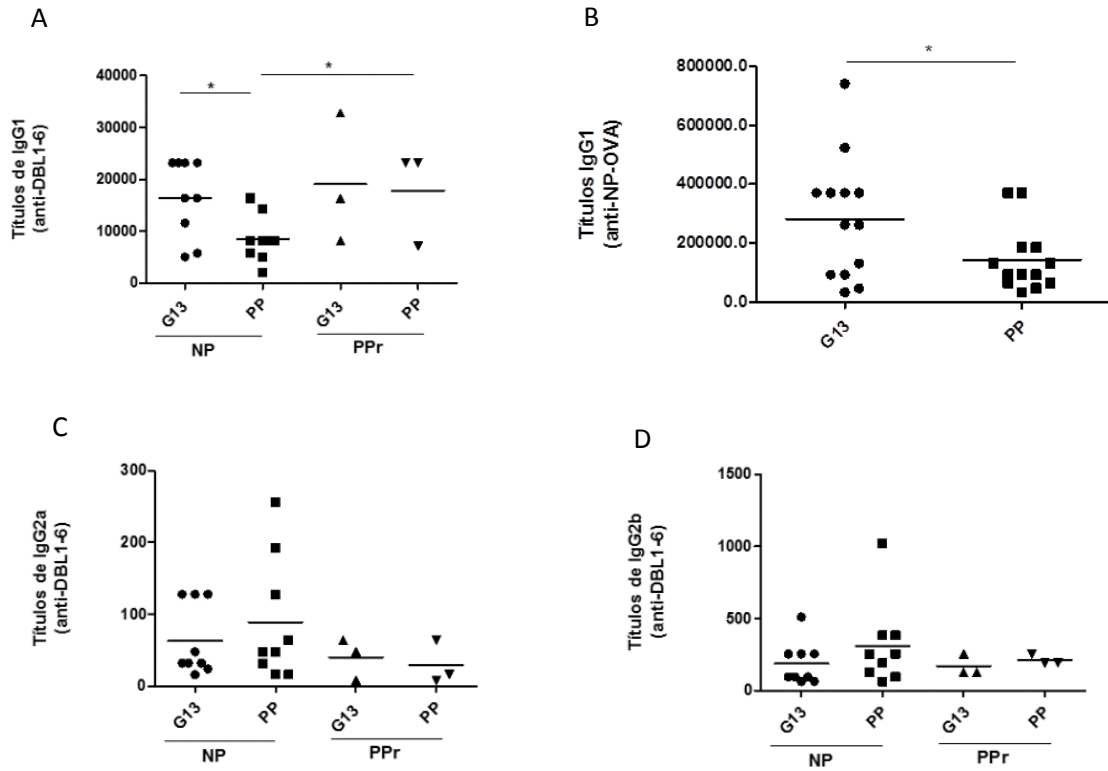 A
Títulos de IgG1
(anti-DBL1-6)
40000
30000
20000
10000
0
*
*
G13
PP
G13
PP
NP
PPr
B
Títulos IgG1
(anti-NP-OVA)
800000.0
600000.0
400000.0
200000.0
0.0
*
G13
PP
C
Títulos de IgG2a
(anti-DBL1-6)
300
200
100
0
G13
PP
G13
PP
NP
PPr
D
Títulos de IgG2b
(anti-DBL1-6)
1500
1000
500
0
G13
PP
G13
PP
NP
PPr